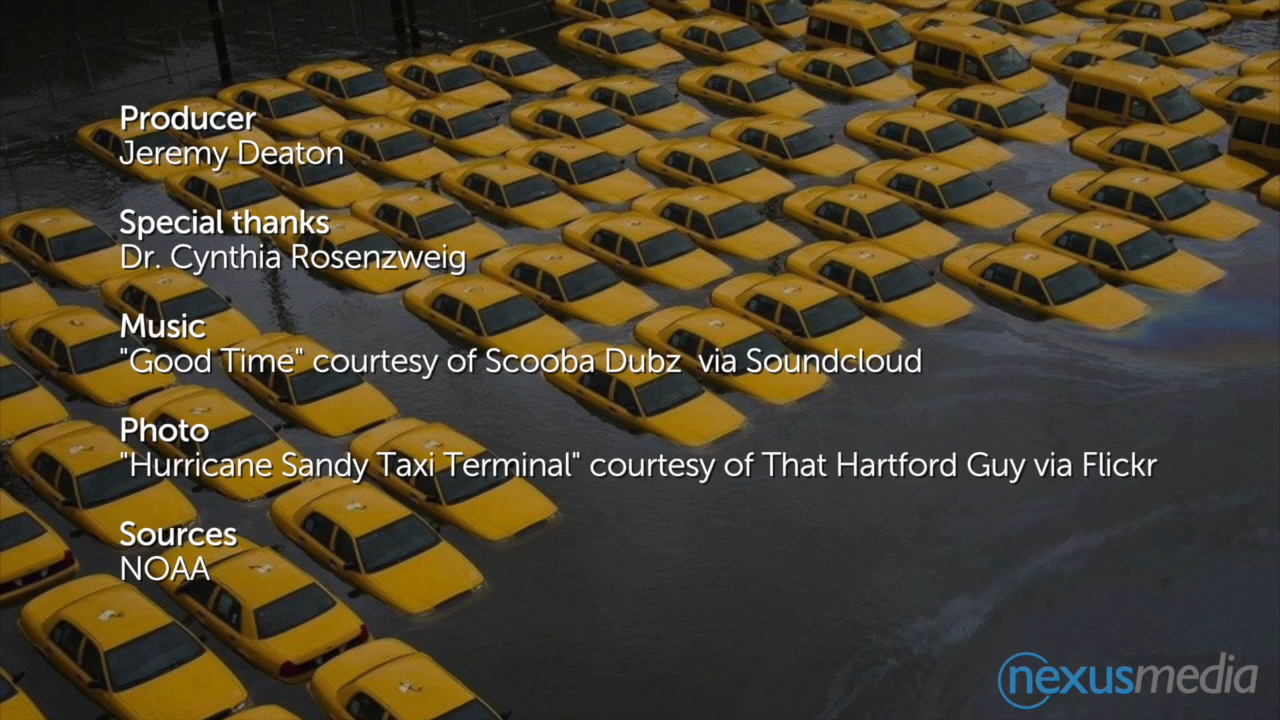 Producer
Jeremy Deaton
Special thanks
Dr. Cynthia Rosenzweig
Music
"Good Time" courtesy of Scooba Dubz  via Soundcloud
Photo
"Hurricane Sandy Taxi Terminal" courtesy of That Hartford Guy via Flickr
Sources
NOAA
nexusmedia